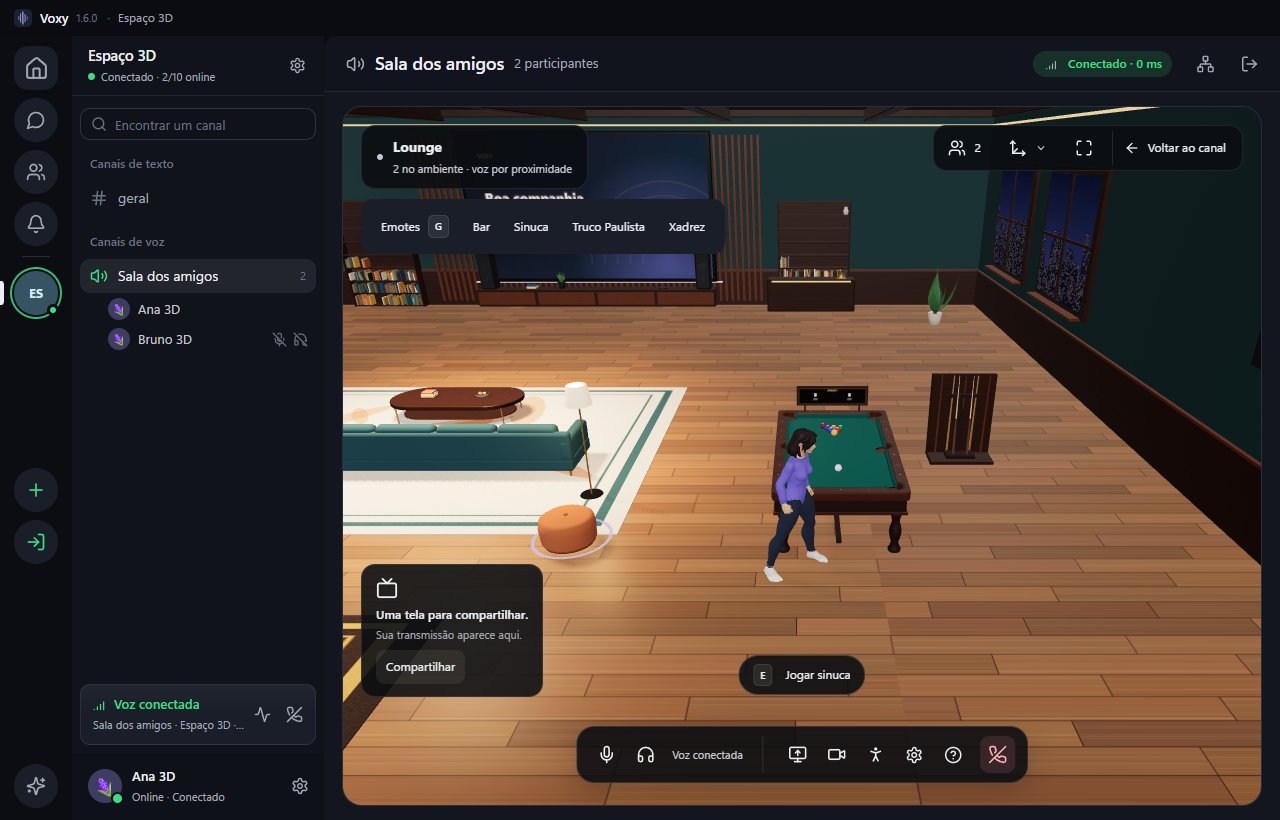 Voxy 1.6.0 · Espaço 3D
Espaço 3D
Conectado · 2/10 online
Encontrar um canal
Canais de texto
# geral
Canais de voz
Sala dos amigos 2
Ana 3D
Bruno 3D
ES
Voz conectada
Sala dos amigos · Espaço 3D ·...
Ana 3D
Online · Conectado
Sala dos amigos 2 participantes
Conectado · 0 ms
Lounge
2 no ambiente · voz por proximidade
2
Voltar ao canal
Boa companhia
Emotes G Bar Sinuca Truco Paulista Xadrez
Uma tela para compartilhar.
Sua transmissão aparece aqui.
Compartilhar
E Jogar sinuca
Voz conectada